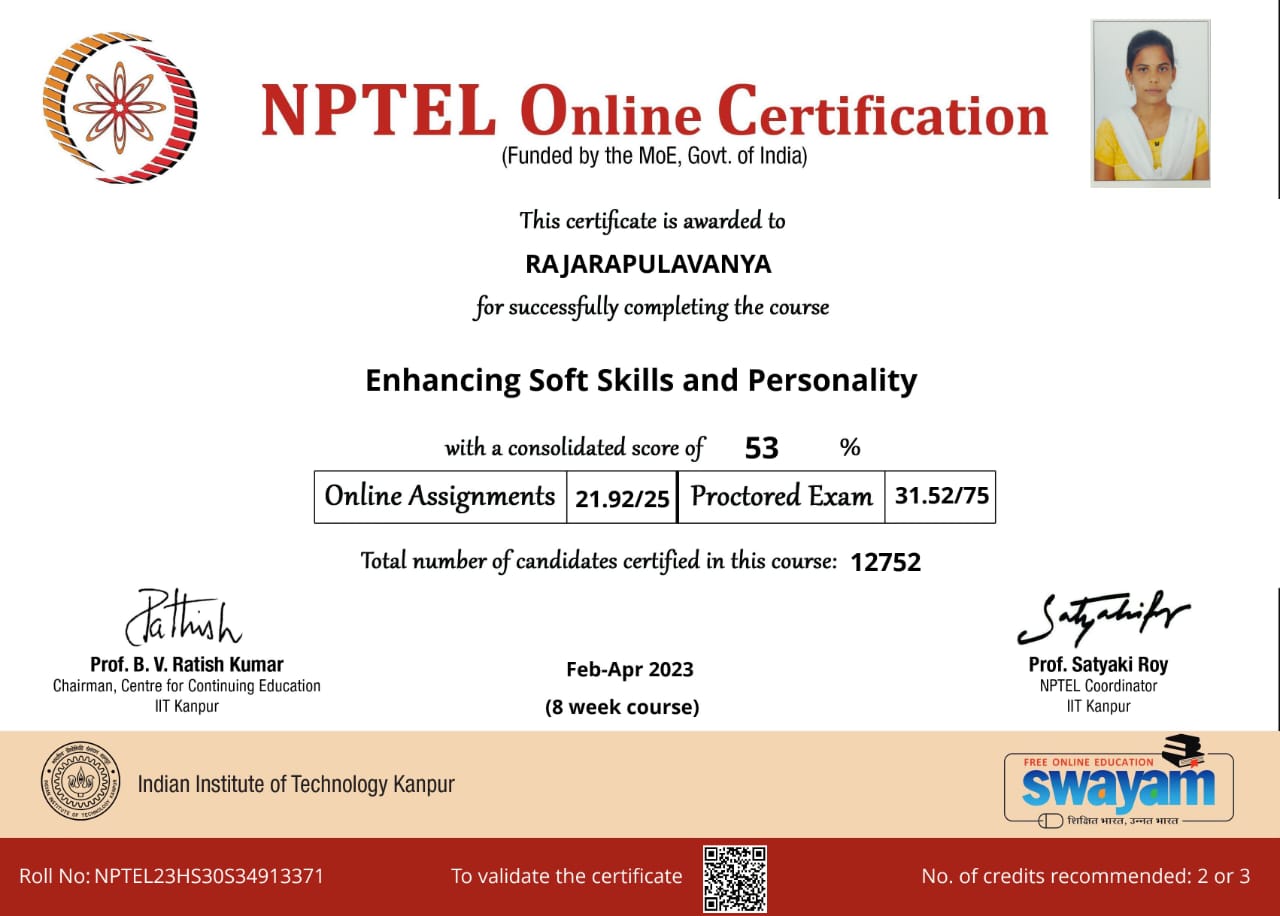 NPTEL Online Certification
(Funded by the MoE, Govt. of India)
This certificate is awarded to
RAJARAPULAVANYA
for successfully completing the course
Enhancing Soft Skills and Personality
with a consolidated score of 53 %
Online Assignments 21.92/25 Proctored Exam 31.52/75
Total number of candidates certified in this course: 12752
Prof. B. V. Ratish Kumar
Chairman, Centre for Continuing Education
IIT Kanpur
Feb-Apr 2023
(8 week course)
Prof. Satyaki Roy
NPTEL Coordinator
IIT Kanpur
Indian Institute of Technology Kanpur
FREE ONLINE EDUCATION
swayam
शिक्षित भारत, उन्नत भारत
Roll No: NPTEL23HS30S34913371
To validate the certificate
No. of credits recommended: 2 or 3